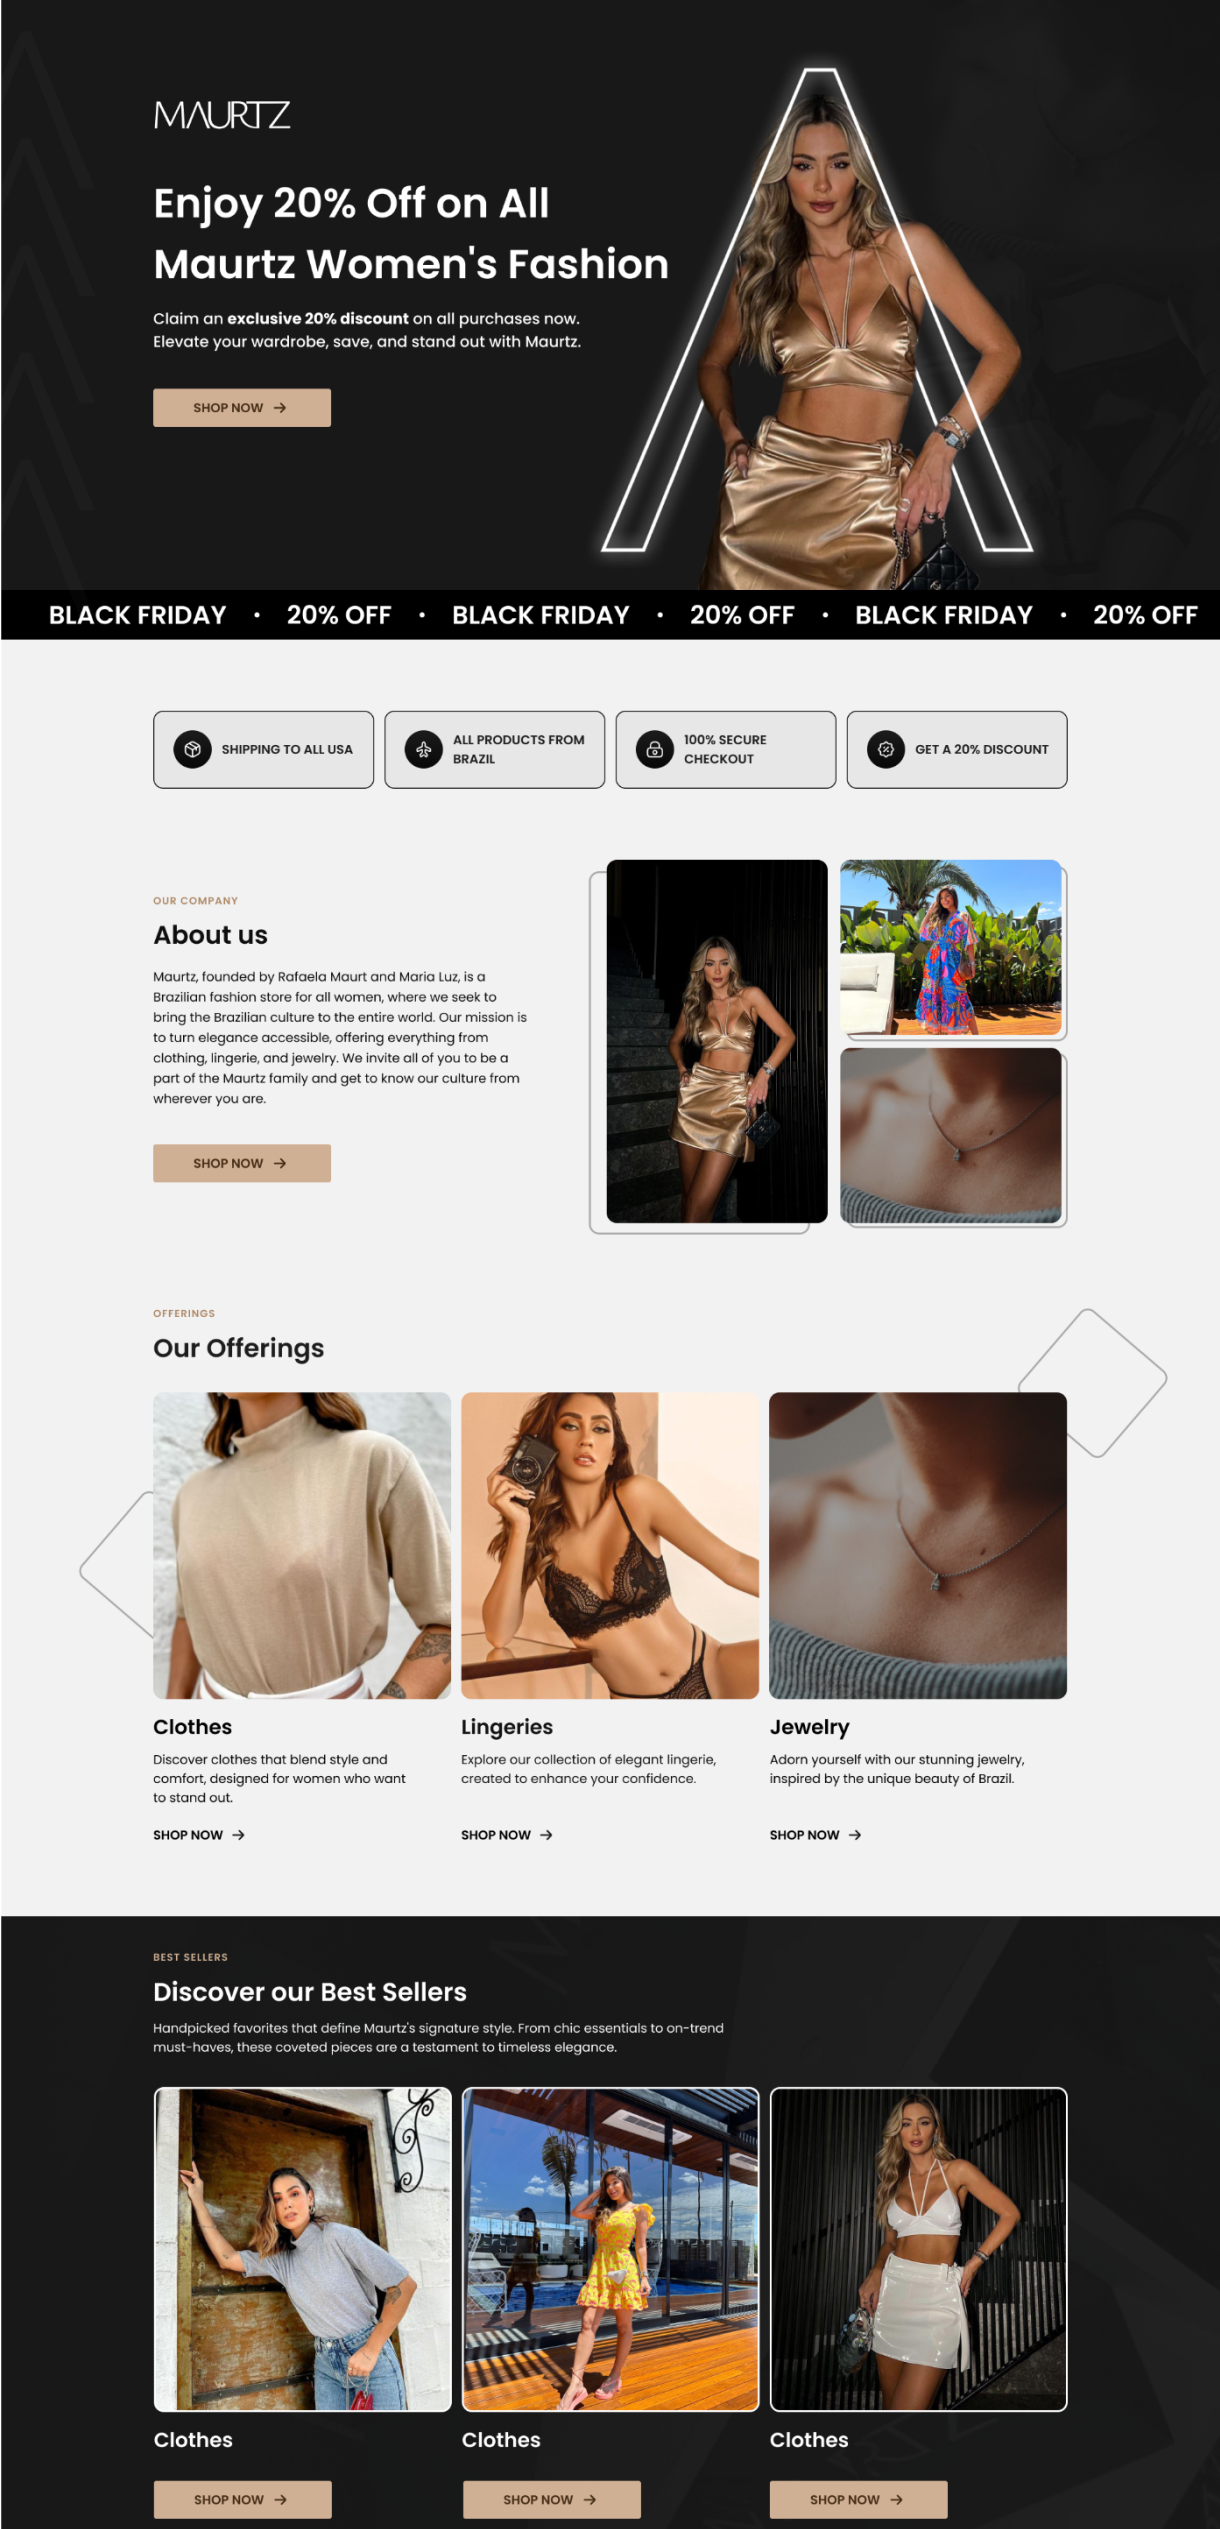 MAURTZ
Enjoy 20% Off on All
Maurtz Women's Fashion
Claim an exclusive 20% discount on all purchases now.
Elevate your wardrobe, save, and stand out with Maurtz.
SHOP NOW →
BLACK FRIDAY • 20% OFF • BLACK FRIDAY • 20% OFF • BLACK FRIDAY • 20% OFF
SHIPPING TO ALL USA
ALL PRODUCTS FROM
BRAZIL
100% SECURE
CHECKOUT
GET A 20% DISCOUNT
OUR COMPANY
About us
Maurtz, founded by Rafaela Maurt and Maria Luz, is a
Brazilian fashion store for all women, where we seek to
bring the Brazilian culture to the entire world. Our mission is
to turn elegance accessible, offering everything from
clothing, lingerie, and jewelry. We invite all of you to be a
part of the Maurtz family and get to know our culture from
wherever you are.
SHOP NOW →
OFFERINGS
Our Offerings
Clothes
Discover clothes that blend style and
comfort, designed for women who want
to stand out.
SHOP NOW →
Lingeries
Explore our collection of elegant lingerie,
created to enhance your confidence.
SHOP NOW →
Jewelry
Adorn yourself with our stunning jewelry,
inspired by the unique beauty of Brazil.
SHOP NOW →
BEST SELLERS
Discover our Best Sellers
Handpicked favorites that define Maurtz's signature style. From chic essentials to on-trend
must-haves, these coveted pieces are a testament to timeless elegance.
Clothes
SHOP NOW →
Clothes
SHOP NOW →
Clothes
SHOP NOW →